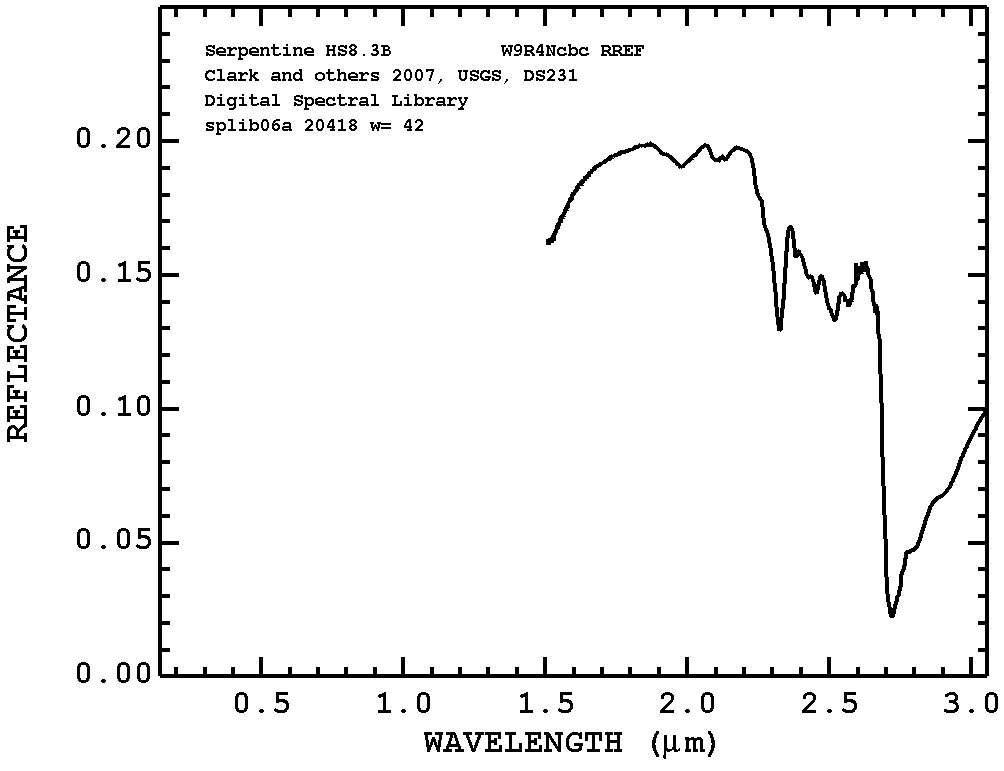 Serpentine HS8.3B W9R4Ncbc RREF
Clark and others 2007, USGS, DS231
Digital Spectral Library
splib06a 20418 w= 42
0.20
0.15
0.10
0.05
0.00
REFLECTANCE
0.5 1.0 1.5 2.0 2.5 3.0
WAVELENGTH (μm)